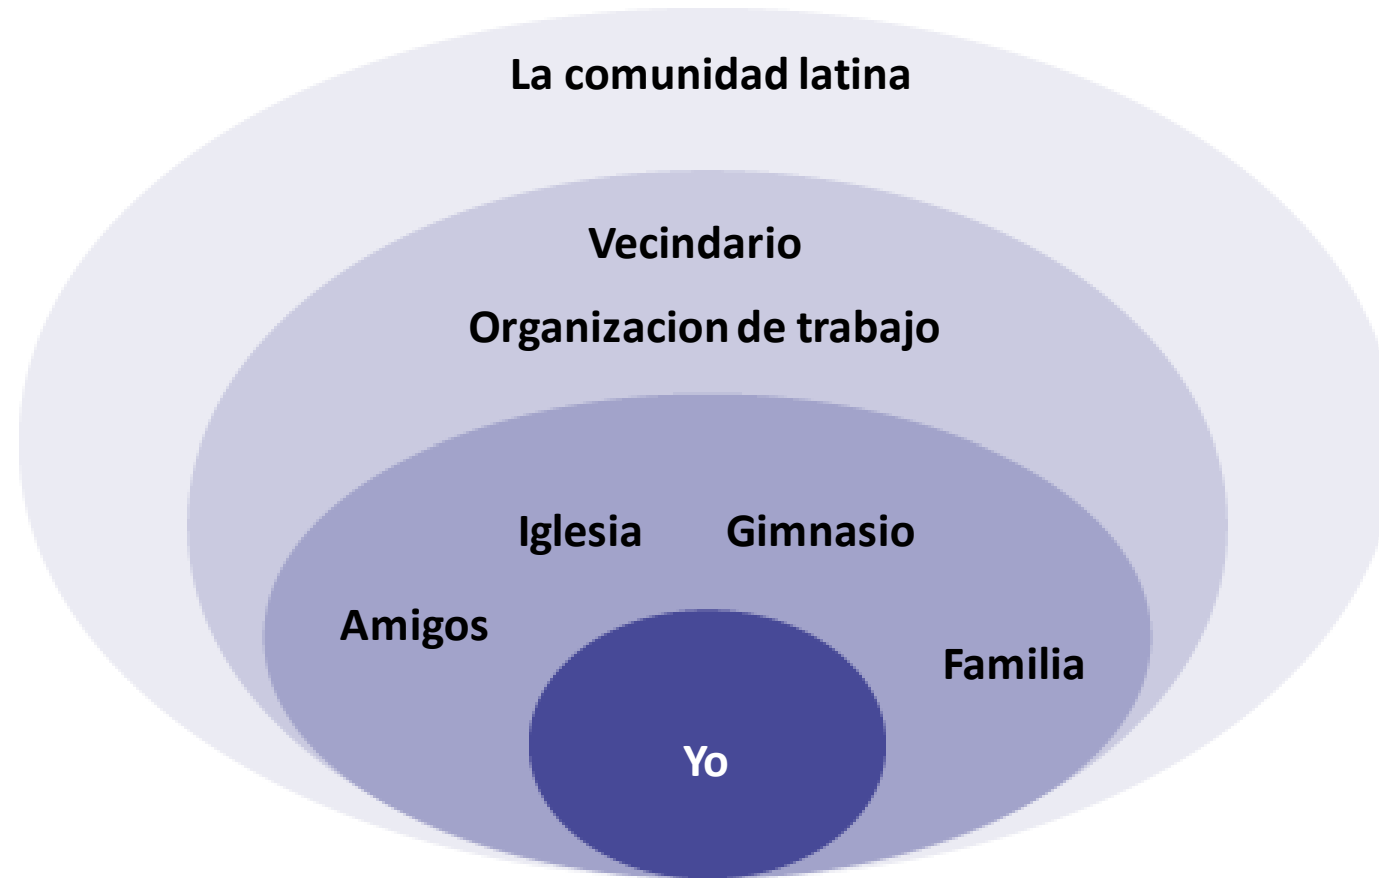 La comunidad latina
Vecindario
Organizacion de trabajo
Iglesia Gimnasio
Amigos
Familia
Yo